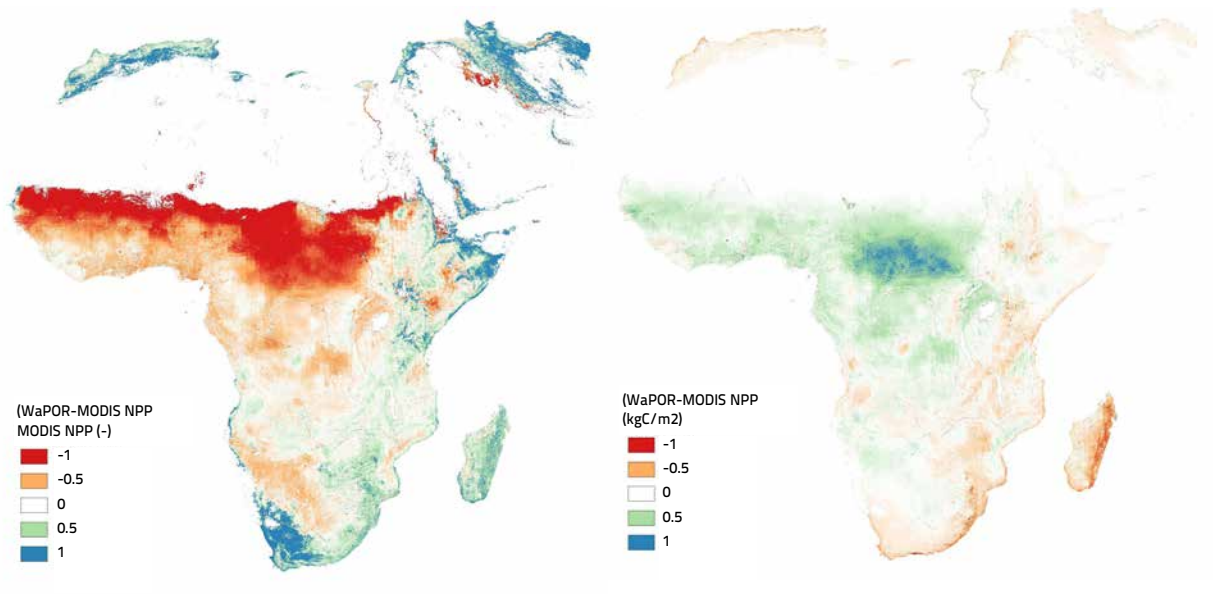 (WaPOR-MODIS NPP
MODIS NPP (-)
-1
-0.5
0
0.5
1
(WaPOR-MODIS NPP
(kgC/m2)
-1
-0.5
0
0.5
1